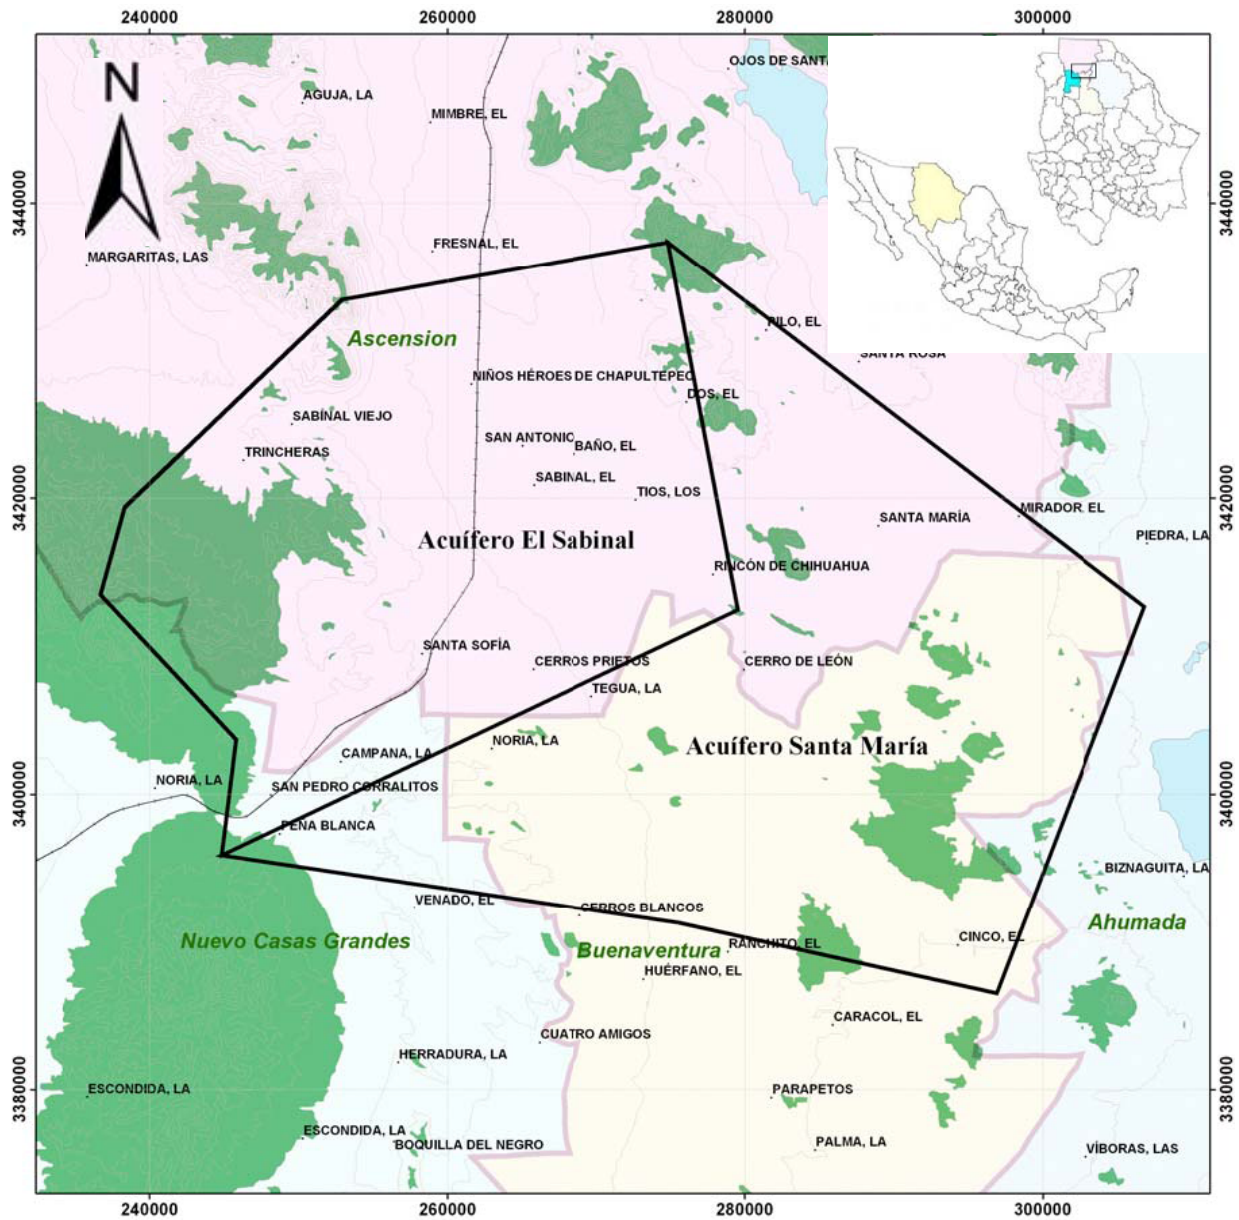 240000
260000
280000
300000
N
OJOS DE SANTA
AGUJA, LA
MIMBRE, EL
3440000
3440000
FRESNAL, EL
MARGARITAS, LAS
PILO, EL
Ascension
SANTA ROSA
NIÑOS HÉROES DE CHAPULTEPEC
DOS, EL
SABINAL VIEJO
SAN ANTONIO
BAÑO, EL
TRINCHERAS
SABINAL, EL
TIOS, LOS
3420000
3420000
SANTA MARÍA
MIRADOR EL
Acuífero El Sabinal
PIEDRA, LA
RINCÓN DE CHIHUAHUA
SANTA SOFÍA
CERROS PRIETOS
CERRO DE LEÓN
TEGUA, LA
NORIA, LA
Acuífero Santa María
CAMPANA, LA
NORIA, LA
SAN PEDRO CORRALITOS
3400000
3400000
PEÑA BLANCA
BIZNAGUITA, LA
VENADO, EL
CERROS BLANCOS
Ahumada
Nuevo Casas Grandes
Buenaventura
RANCHITO, EL
CINCO, EL
HUÉRFANO, EL
CARACOL, EL
CUATRO AMIGOS
HERRADURA, LA
3380000
3380000
ESCONDIDA, LA
PARAPETOS
ESCONDIDA, LA
BOQUILLA DEL NEGRO
PALMA, LA
VÍBORAS, LAS
240000
260000
280000
300000